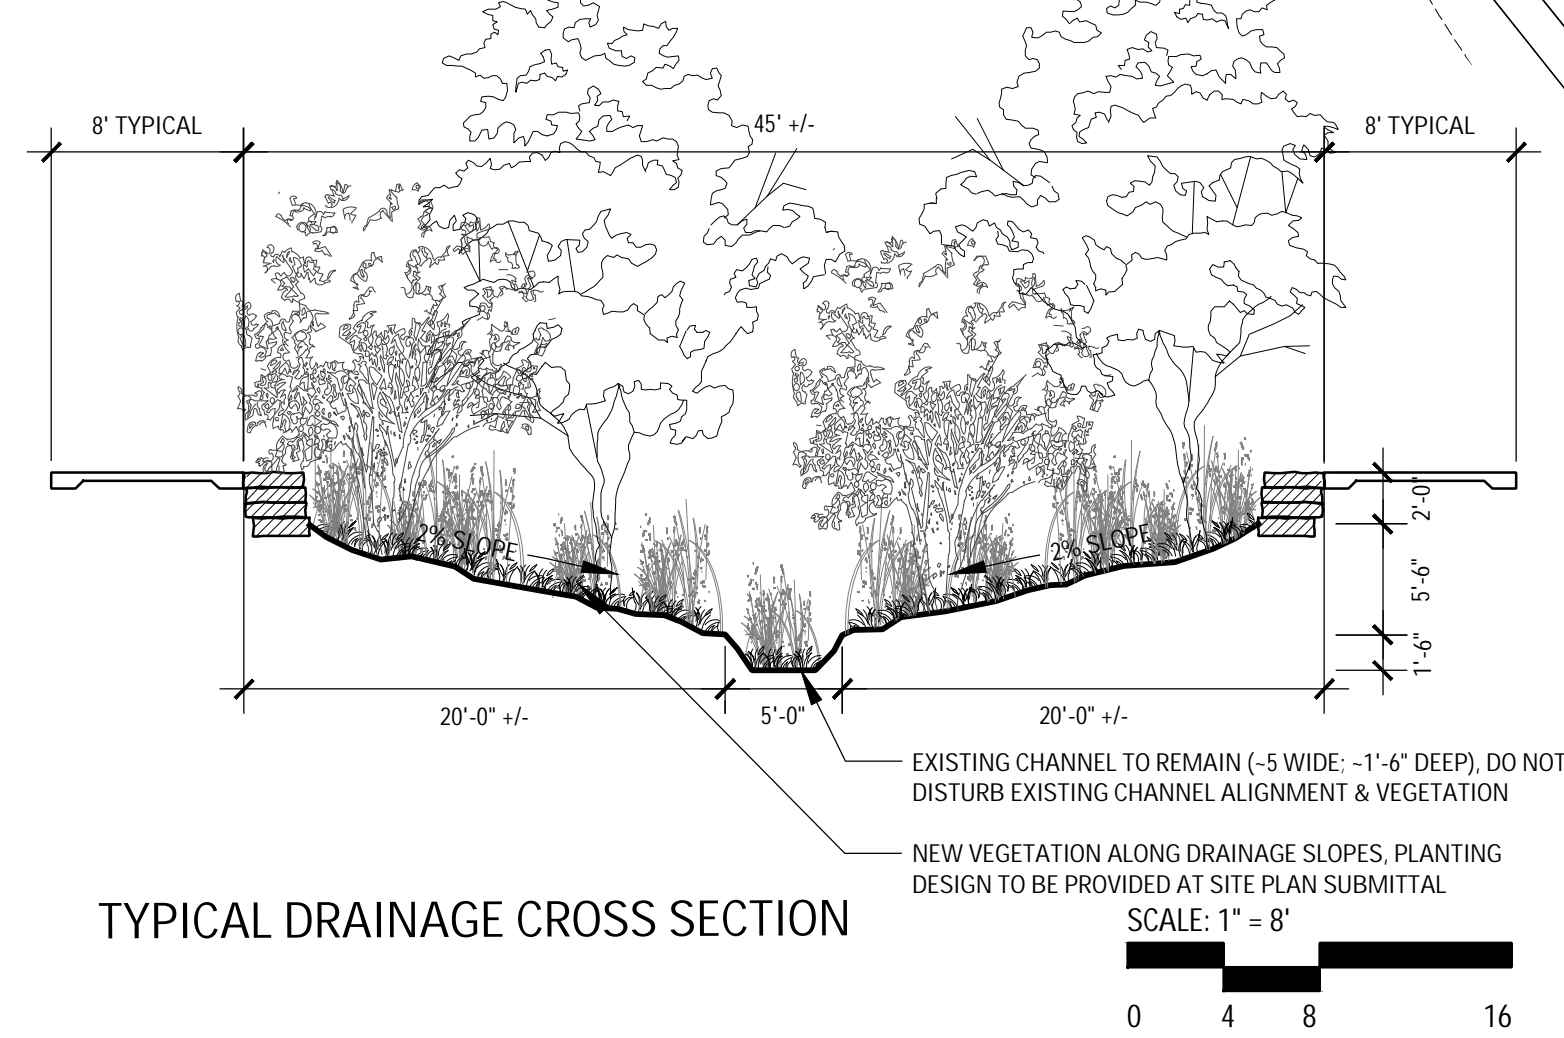 8' TYPICAL
45' +/-
8' TYPICAL
2% SLOPE
2% SLOPE
2'-0"
5'-6"
1'-6"
20'-0" +/-
5'-0"
20'-0" +/-
EXISTING CHANNEL TO REMAIN (~5 WIDE; ~1'-6" DEEP), DO NOT
DISTURB EXISTING CHANNEL ALIGNMENT & VEGETATION
NEW VEGETATION ALONG DRAINAGE SLOPES, PLANTING
DESIGN TO BE PROVIDED AT SITE PLAN SUBMITTAL
TYPICAL DRAINAGE CROSS SECTION
SCALE: 1" = 8'
0 4 8 16